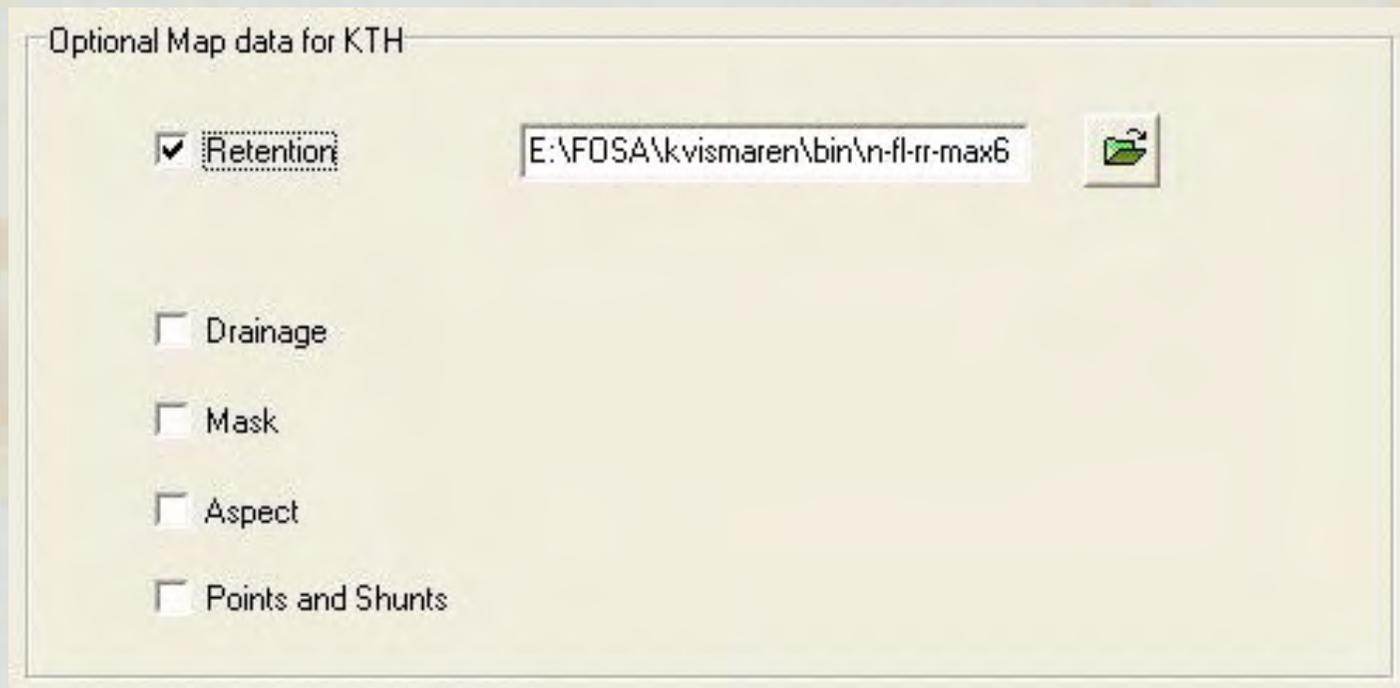 Optional Map data for KTH
Retention E:\FOSA\kvismaren\bin\n-fl-rr-max6
Drainage
Mask
Aspect
Points and Shunts